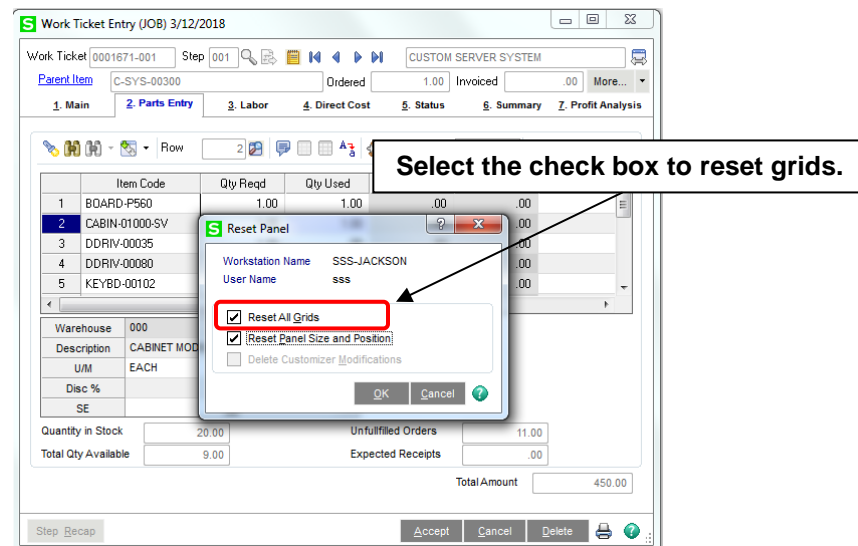 S Work Ticket Entry (JOB) 3/12/2018
Work Ticket 0001671-001 Step 001 CUSTOM SERVER SYSTEM
Parent Item C-SYS-00300 Ordered 1.00 Invoiced .00 More...
1. Main 2. Parts Entry 3. Labor 4. Direct Cost 5. Status 6. Summary 7. Profit Analysis
Row 2
Select the check box to reset grids.
Item Code Qty Reqd Qty Used
1 BOARD-P560 1.00 1.00 .00 .00
2 CABIN-01000-SV .00
3 DDRIV-00035 .00
4 DDRIV-00080 .00
5 KEYBD-00102 .00
S Reset Panel
Workstation Name SSS-JACKSON
User Name sss
Reset All Grids
Reset Panel Size and Position
Delete Customizer Modifications
OK Cancel
Warehouse 000
Description CABINET MOD
U/M EACH
Disc %
SE
Quantity in Stock 20.00 Unfullfilled Orders 11.00
Total Qty Available 9.00 Expected Receipts .00
Total Amount 450.00
Step Recap Accept Cancel Delete